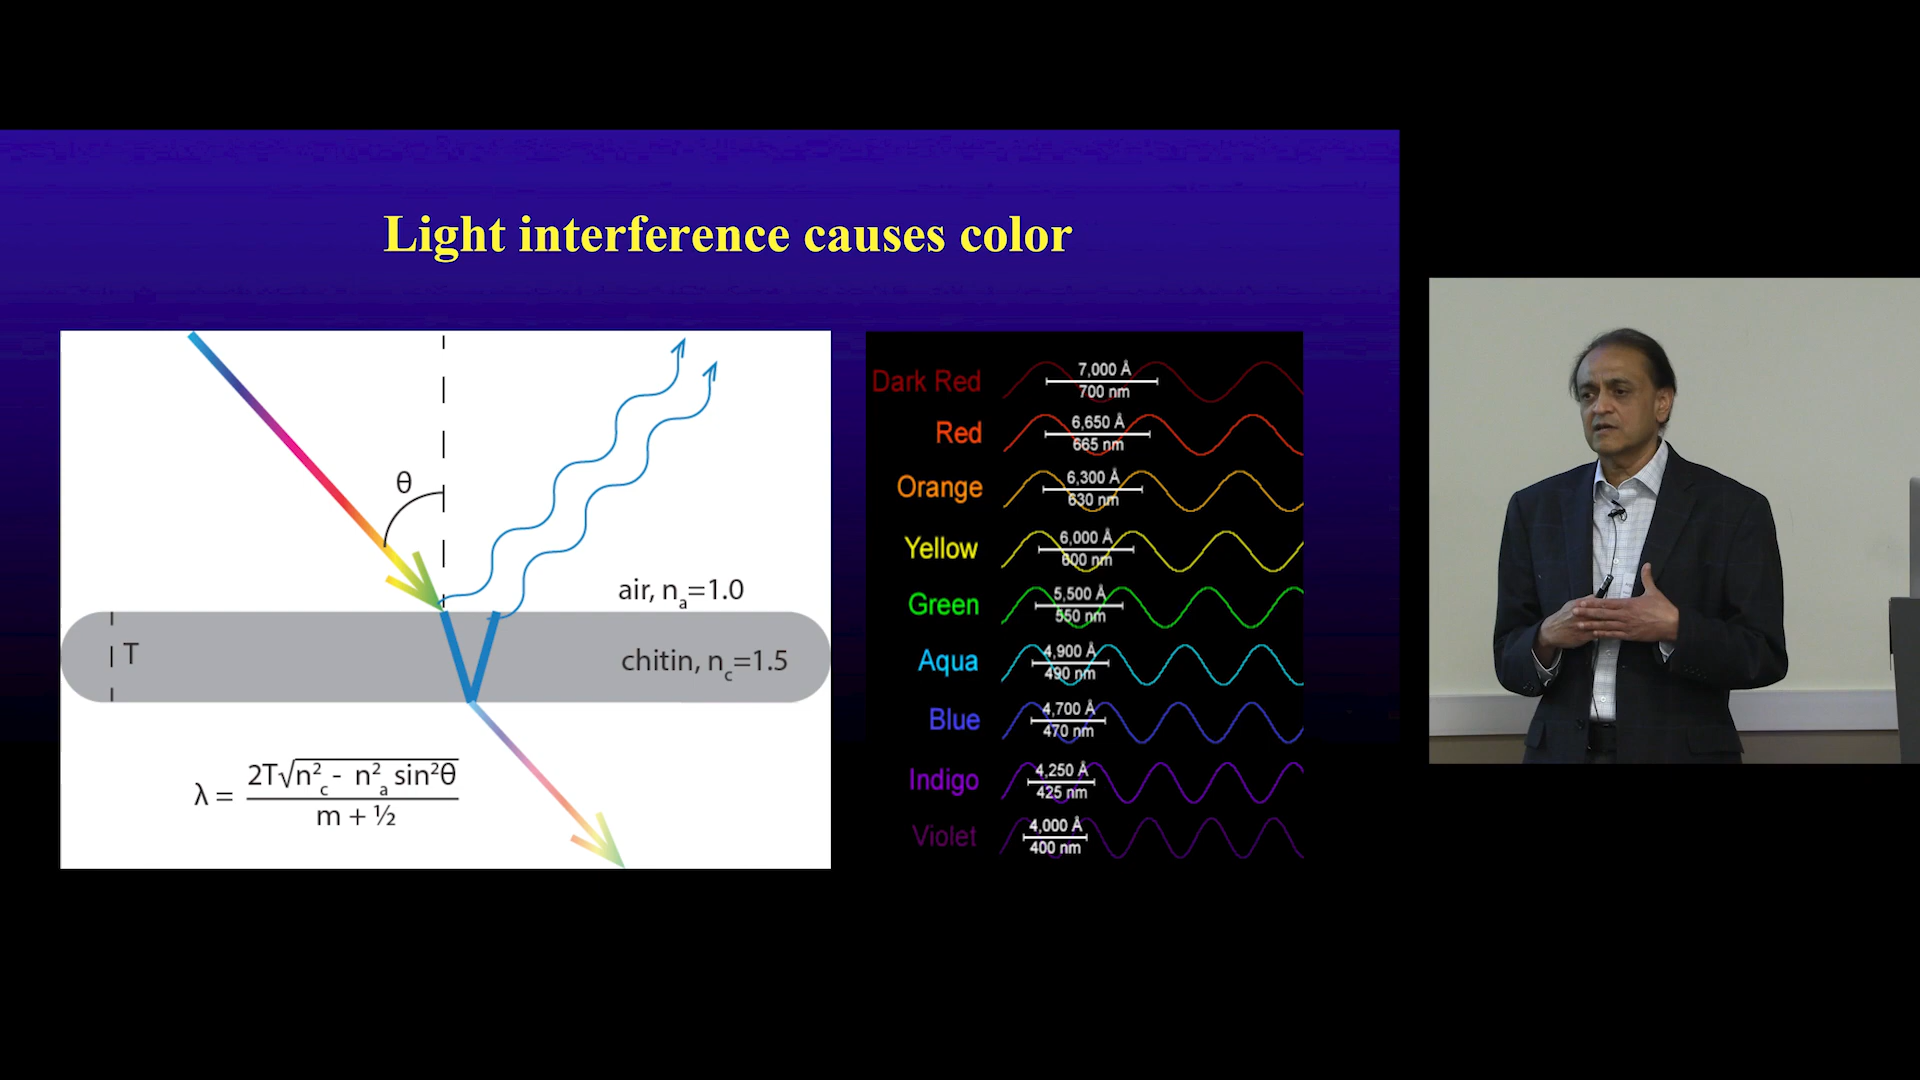 Light interference causes color
θ
air, nₐ=1.0
T
chitin, n_c=1.5
λ = 2T√(n²_c - n²ₐ sin²θ) / (m + ½)
Dark Red 7,000 Å 700 nm
Red 6,650 Å 665 nm
Orange 6,300 Å 630 nm
Yellow 6,000 Å 600 nm
Green 5,500 Å 550 nm
Aqua 4,900 Å 490 nm
Blue 4,700 Å 470 nm
Indigo 4,250 Å 425 nm
Violet 4,000 Å 400 nm